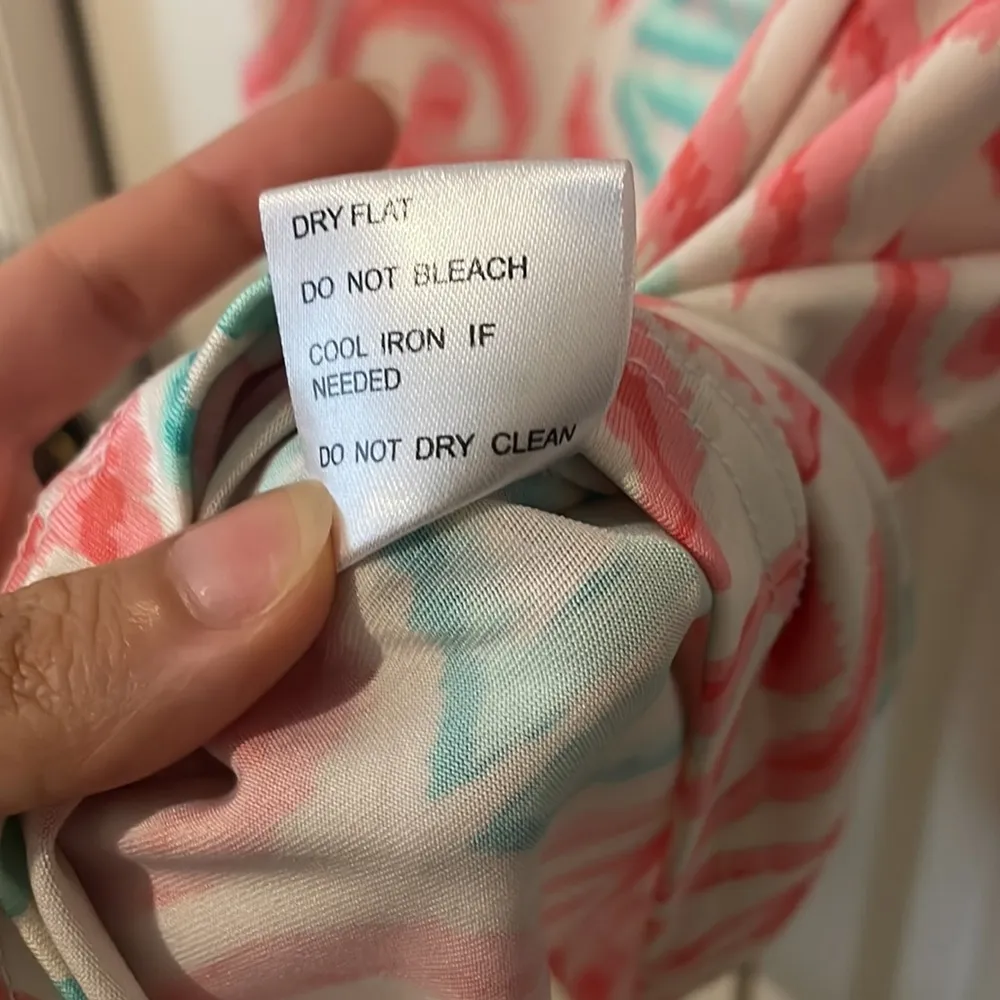 DRY FLAT
DO NOT BLEACH
COOL IRON IF
NEEDED
DO NOT DRY CLEAN